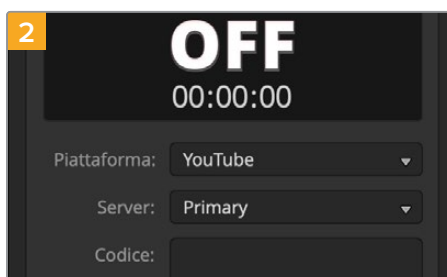 2
OFF
00:00:00
Piattaforma: YouTube
Server: Primary
Codice: